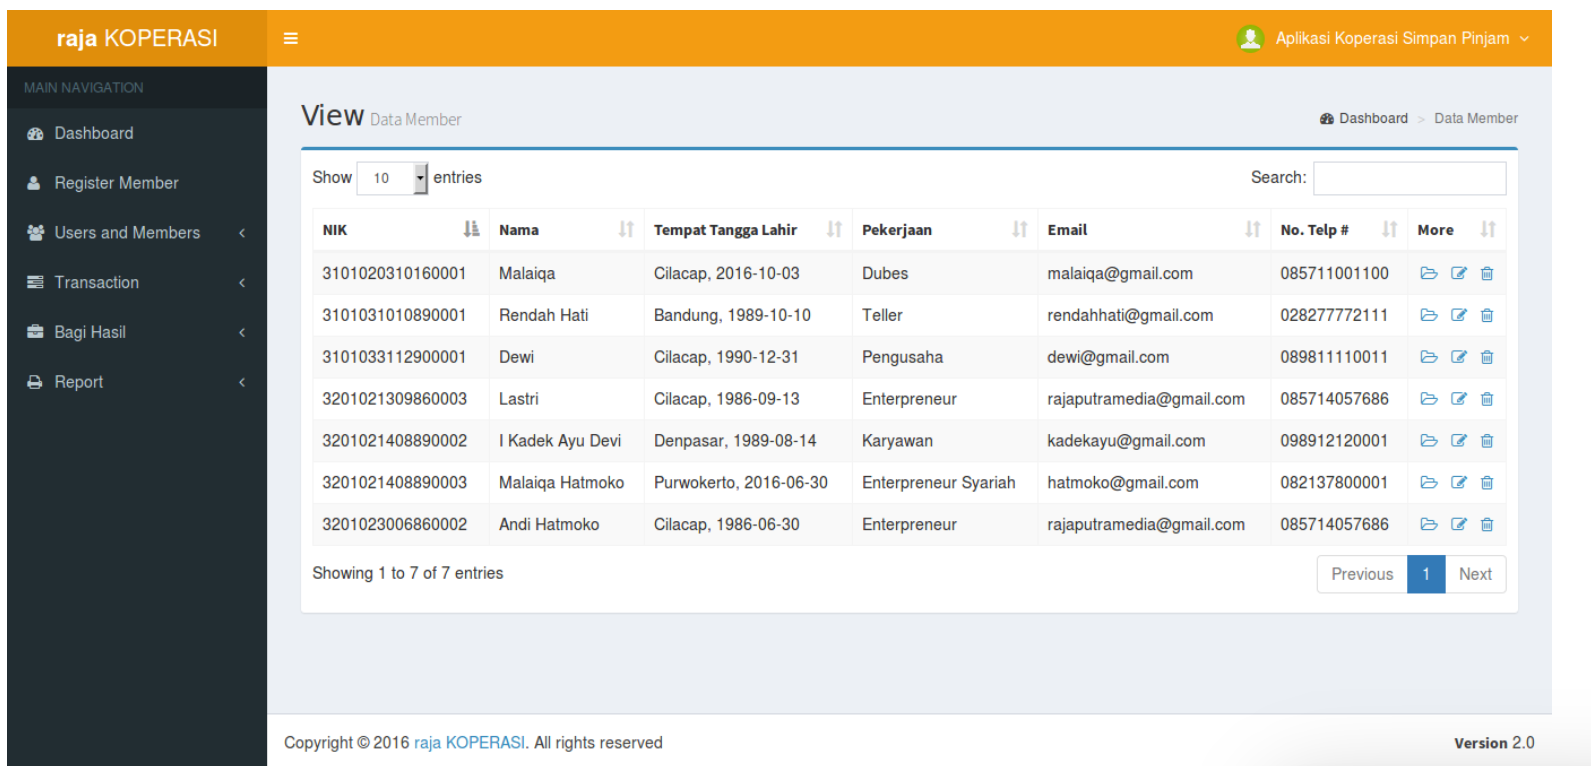 raja KOPERASI
Aplikasi Koperasi Simpan Pinjam
MAIN NAVIGATION
Dashboard
Register Member
Users and Members
Transaction
Bagi Hasil
Report
View Data Member
Dashboard > Data Member
Show 10 entries
Search:
NIK Nama Tempat Tangga Lahir Pekerjaan Email No. Telp # More
3101020310160001 Malaiqa Cilacap, 2016-10-03 Dubes malaiqa@gmail.com 085711001100
3101031010890001 Rendah Hati Bandung, 1989-10-10 Teller rendahhati@gmail.com 028277772111
3101033112900001 Dewi Cilacap, 1990-12-31 Pengusaha dewi@gmail.com 089811110011
3201021309860003 Lastri Cilacap, 1986-09-13 Enterpreneur rajaputramedia@gmail.com 085714057686
3201021408890002 I Kadek Ayu Devi Denpasar, 1989-08-14 Karyawan kadekayu@gmail.com 098912120001
3201021408890003 Malaiqa Hatmoko Purwokerto, 2016-06-30 Enterpreneur Syariah hatmoko@gmail.com 082137800001
3201023006860002 Andi Hatmoko Cilacap, 1986-06-30 Enterpreneur rajaputramedia@gmail.com 085714057686
Showing 1 to 7 of 7 entries
Previous 1 Next
Copyright © 2016 raja KOPERASI. All rights reserved
Version 2.0